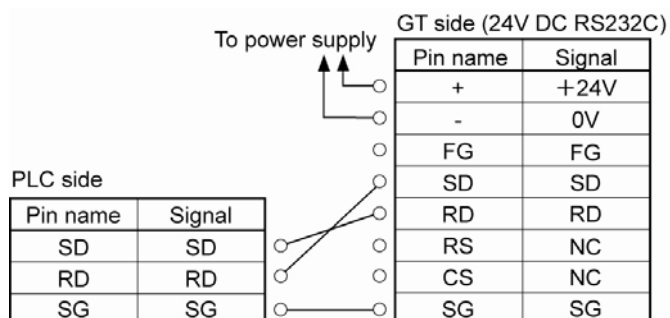 GT side (24V DC RS232C)
To power supply
Pin name Signal
+ +24V
- 0V
FG FG
PLC side
SD SD
Pin name Signal
RD RD
SD SD
RS NC
RD RD
CS NC
SG SG
SG SG